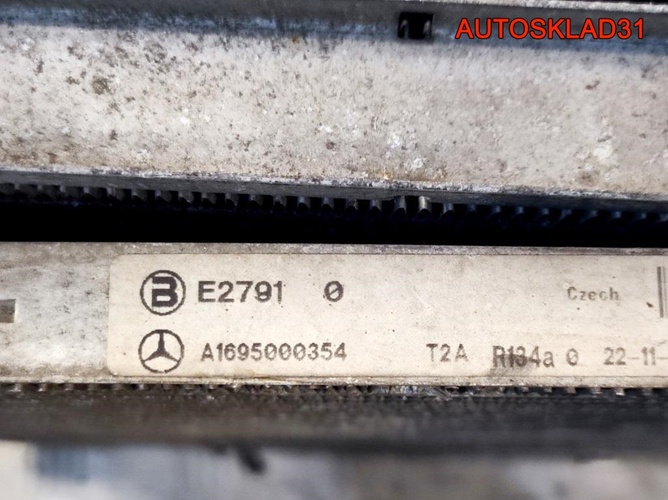 AUTOSKLAD31
B E2791 0 Czech
A1695000354 T2A R134a 0 22-11